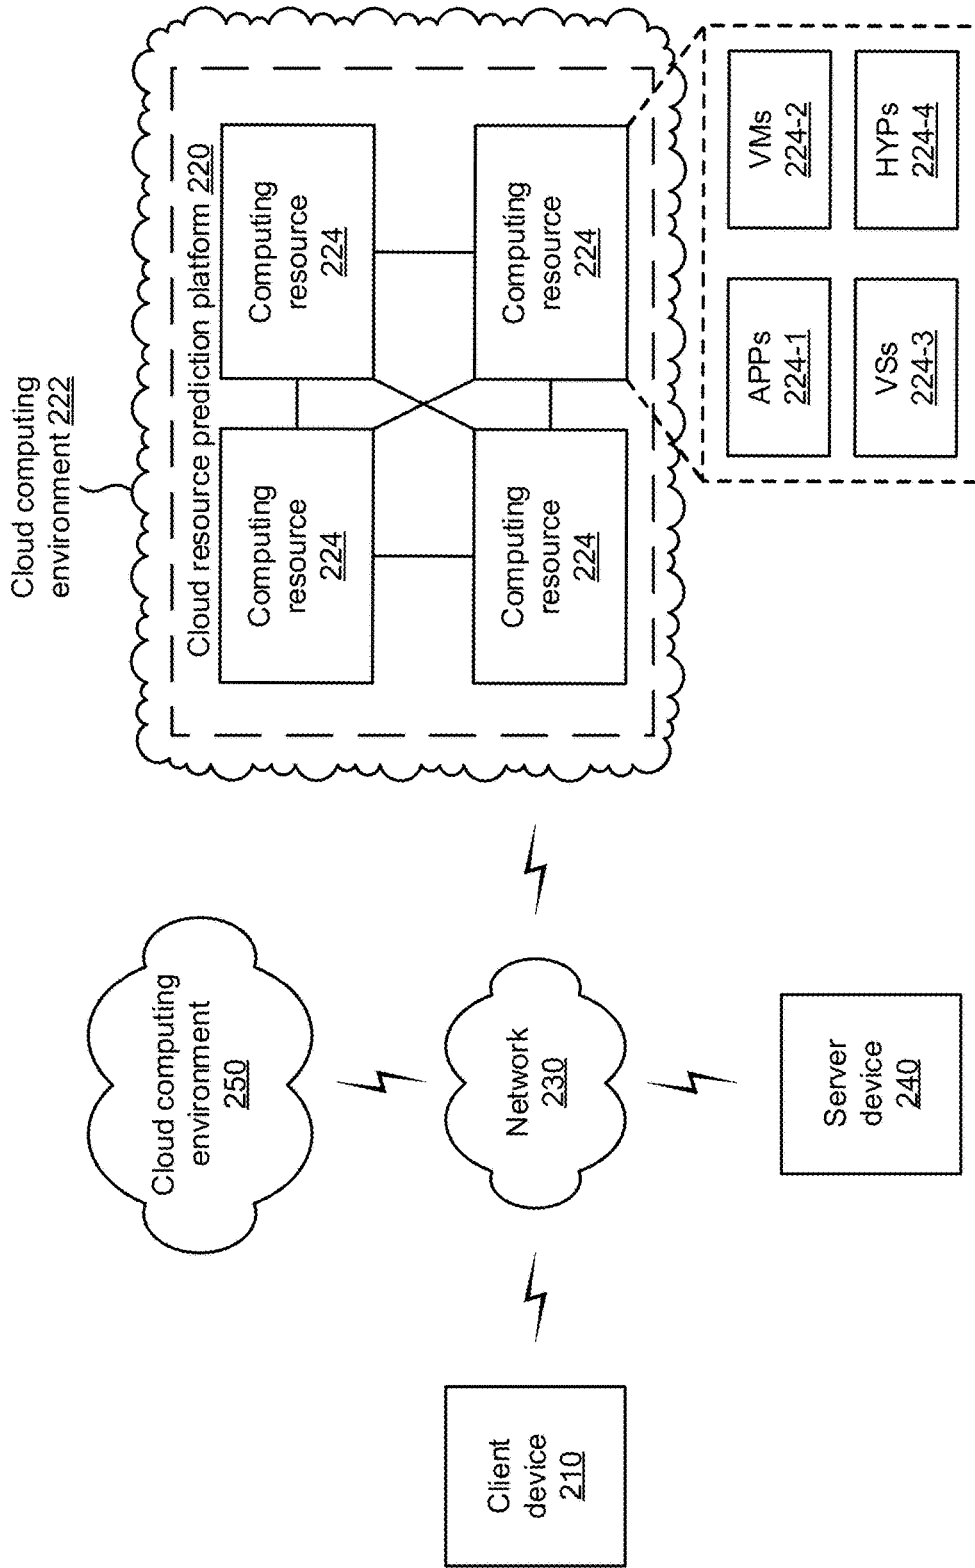 Cloud computing
environment 222
Cloud computing
environment
250
Cloud resource prediction platform 220
Computing
resource
224
Computing
resource
224
Computing
resource
224
Computing
resource
224
Client
device
210
Network
230
Server
device
240
APPs
224-1
VMs
224-2
VSs
224-3
HYPs
224-4